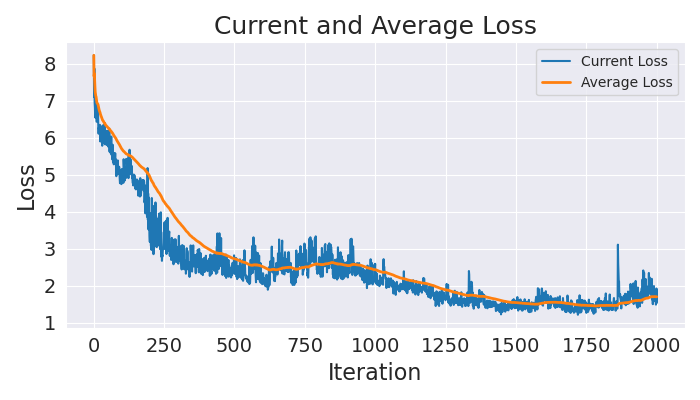 Current and Average Loss
Current Loss
Average Loss
8
7
6
5
4
3
2
1
Loss
0 250 500 750 1000 1250 1500 1750 2000
Iteration